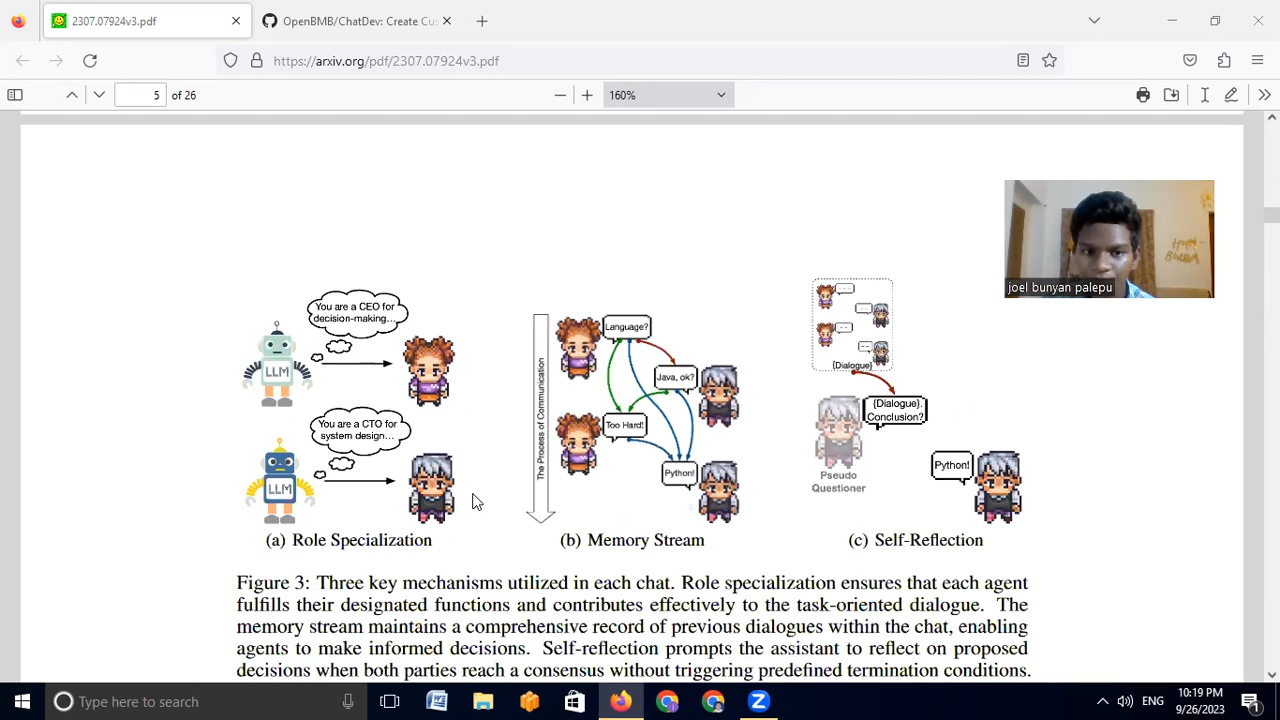 2307.07924v3.pdf
OpenBMB/ChatDev: Create Cu
https://arxiv.org/pdf/2307.07924v3.pdf
5 of 26
160%
joel bunyan palepu
You are a CEO for
decision-making...
LLM
You are a CTO for
system design...
LLM
(a) Role Specialization
The Process of Communication
Language?
Java, ok?
Too Hard!
Python!
(b) Memory Stream
{Dialogue}
{Dialogue}.
Conclusion?
Pseudo
Questioner
Python!
(c) Self-Reflection
Figure 3: Three key mechanisms utilized in each chat. Role specialization ensures that each agent
fulfills their designated functions and contributes effectively to the task-oriented dialogue. The
memory stream maintains a comprehensive record of previous dialogues within the chat, enabling
agents to make informed decisions. Self-reflection prompts the assistant to reflect on proposed
decisions when both parties reach a consensus without triggering predefined termination conditions.
Type here to search
ENG
10:19 PM
9/26/2023
1